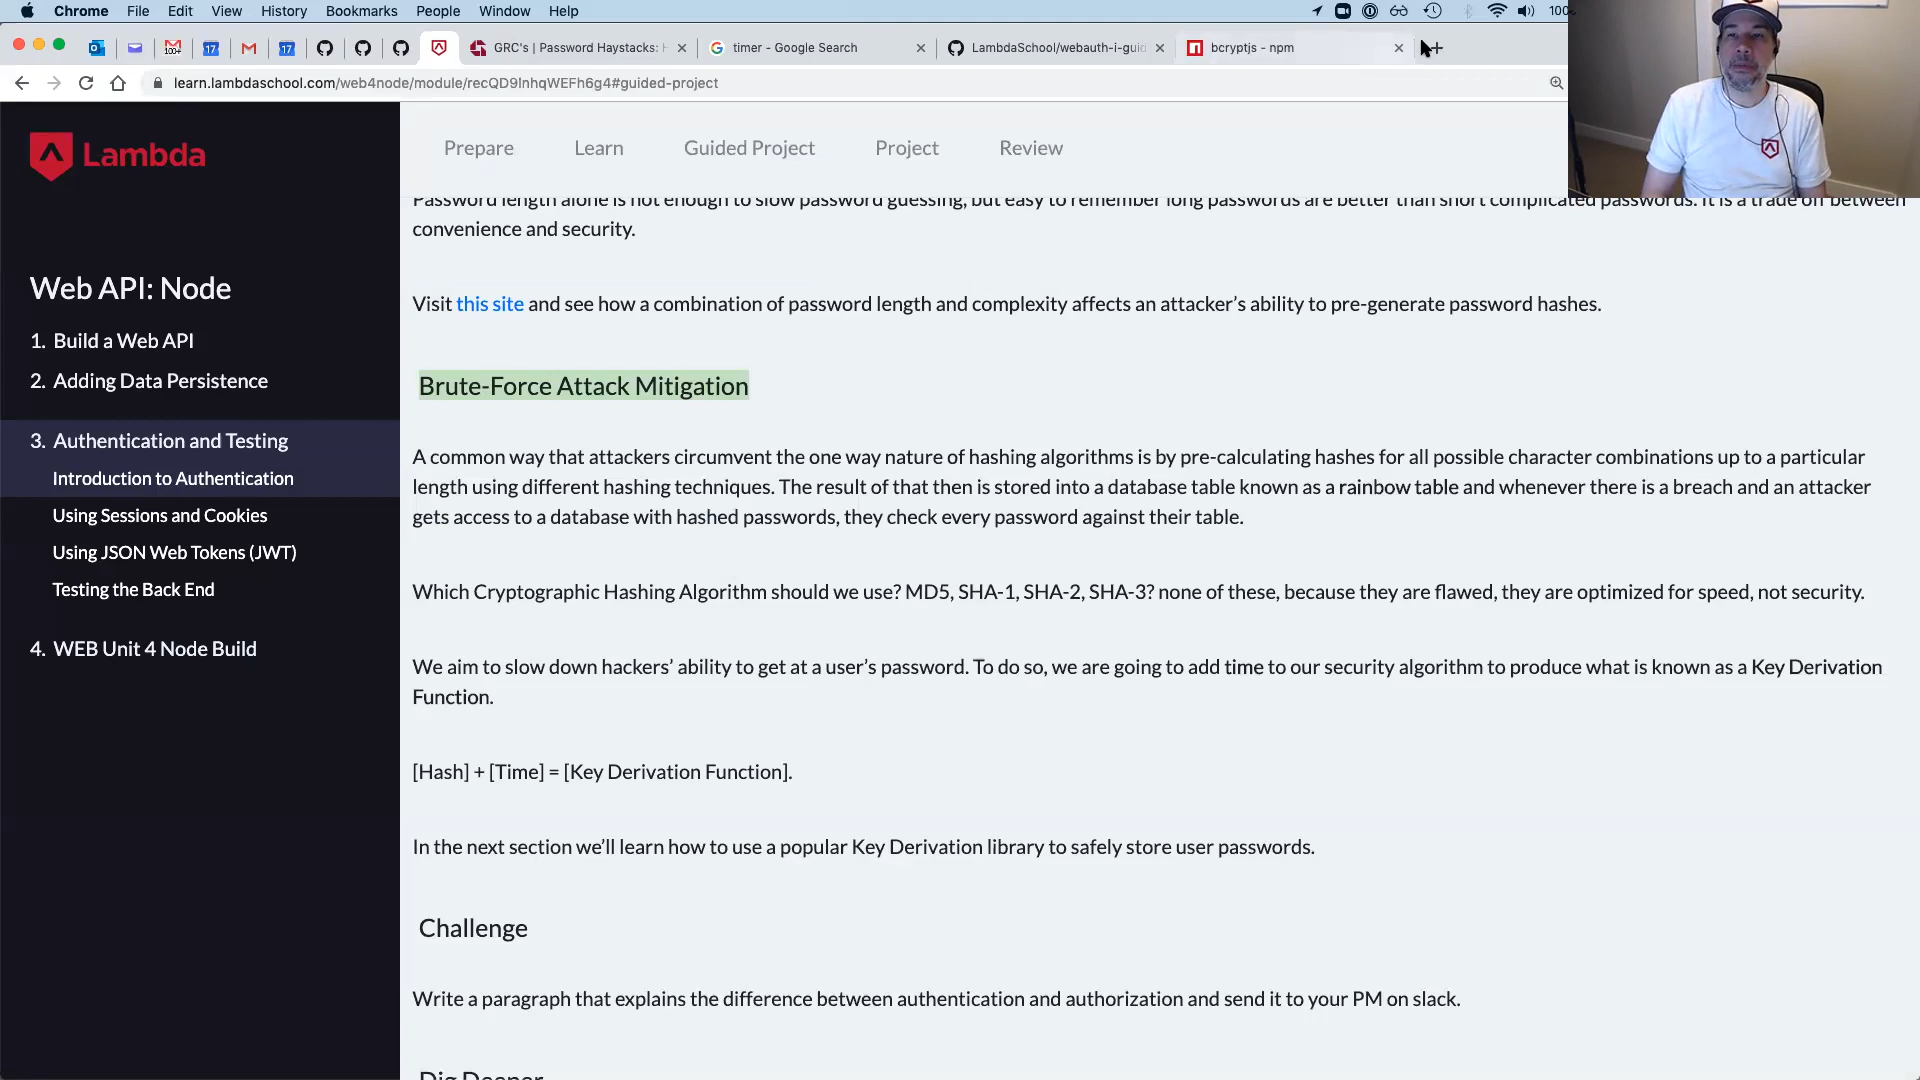 Chrome File Edit View History Bookmarks People Window Help
GRC's | Password Haystacks:
timer - Google Search
LambdaSchool/webauth-i-guid
bcryptjs - npm
learn.lambdaschool.com/web4node/module/recQD9lnhqWEFh6g4#guided-project
Lambda
Prepare Learn Guided Project Project Review
Web API: Node
1. Build a Web API
2. Adding Data Persistence
3. Authentication and Testing
Introduction to Authentication
Using Sessions and Cookies
Using JSON Web Tokens (JWT)
Testing the Back End
4. WEB Unit 4 Node Build
Password length alone is not enough to slow password guessing, but easy to remember long passwords are better than short complicated passwords. It is a trade off between
convenience and security.
Visit this site and see how a combination of password length and complexity affects an attacker's ability to pre-generate password hashes.
Brute-Force Attack Mitigation
A common way that attackers circumvent the one way nature of hashing algorithms is by pre-calculating hashes for all possible character combinations up to a particular
length using different hashing techniques. The result of that then is stored into a database table known as a rainbow table and whenever there is a breach and an attacker
gets access to a database with hashed passwords, they check every password against their table.
Which Cryptographic Hashing Algorithm should we use? MD5, SHA-1, SHA-2, SHA-3? none of these, because they are flawed, they are optimized for speed, not security.
We aim to slow down hackers' ability to get at a user's password. To do so, we are going to add time to our security algorithm to produce what is known as a Key Derivation
Function.
[Hash] + [Time] = [Key Derivation Function].
In the next section we'll learn how to use a popular Key Derivation library to safely store user passwords.
Challenge
Write a paragraph that explains the difference between authentication and authorization and send it to your PM on slack.
Dig Deeper